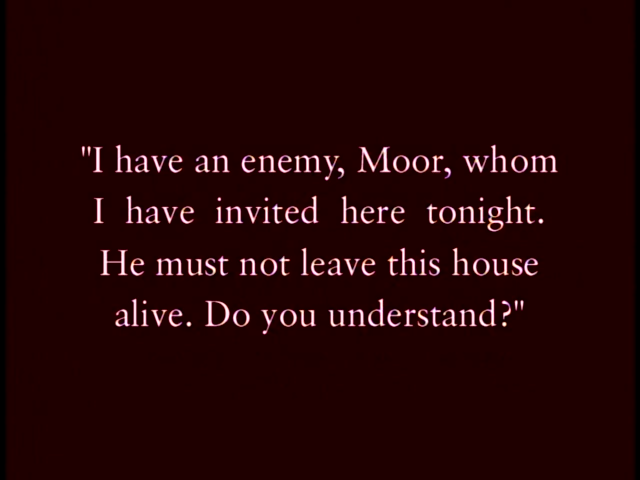 "I have an enemy, Moor, whom
I have invited here tonight.
He must not leave this house
alive. Do you understand?"